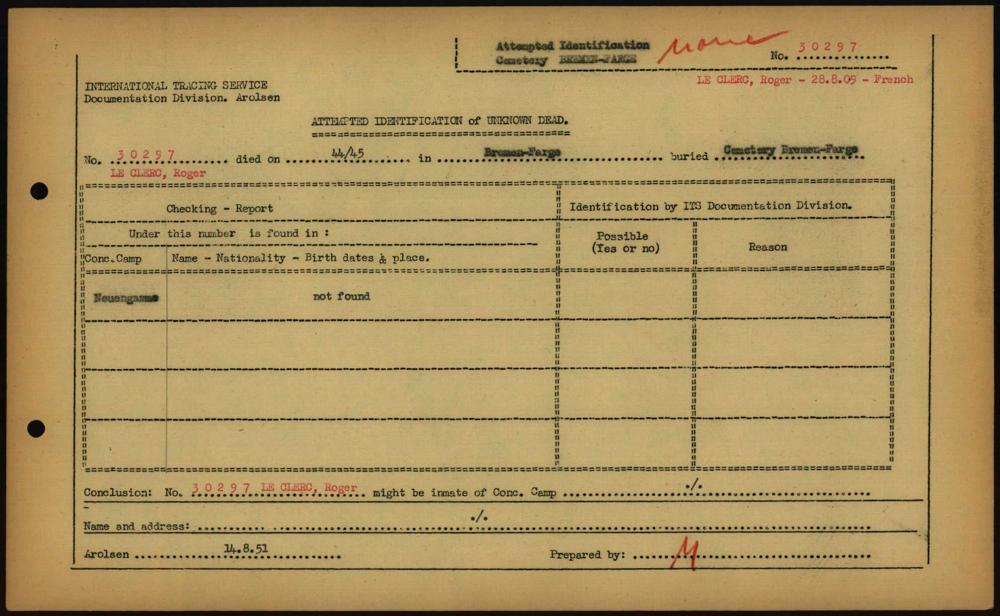 Attempted Identification
Cemetery BREMEN-FARGE
none
No. 30297
LE CLERC, Roger - 28.8.09 - French
INTERNATIONAL TRACING SERVICE
Documentation Division. Arolsen
ATTEMPTED IDENTIFICATION of UNKNOWN DEAD.
No. 30297 died on 44/45 in Bremen-Farge buried Cemetery Bremen-Farge
LE CLERC, Roger
Checking - Report
Identification by ITS Documentation Division.
Under this number is found in :
Possible
(Yes or no)
Reason
Conc.Camp
Name - Nationality - Birth dates & place.
Neuengamme
not found
Conclusion: No. 30297 LE CLERC, Roger might be inmate of Conc. Camp ./.
Name and address: ./.
Arolsen 14.8.51 Prepared by: